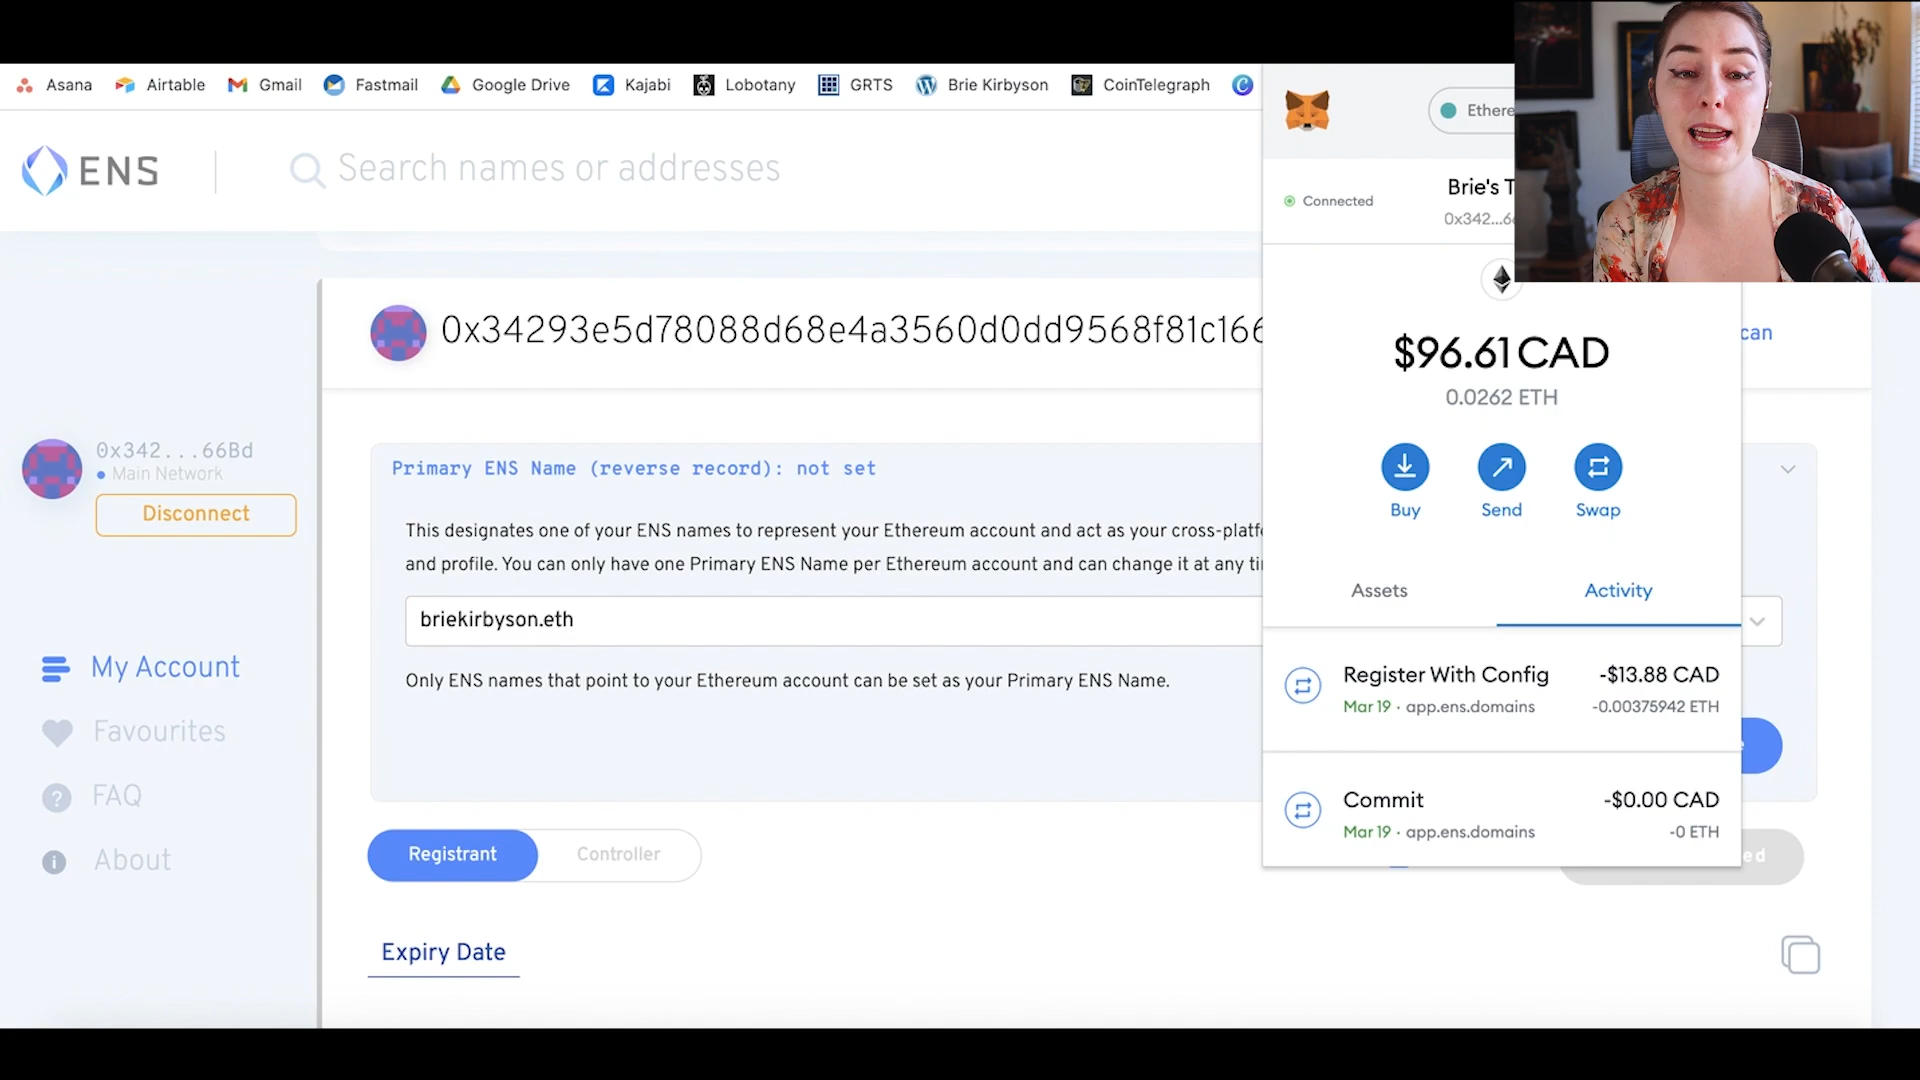 Asana Airtable Gmail Fastmail Google Drive Kajabi Lobotany GRTS Brie Kirbyson CoinTelegraph
ENS
Search names or addresses
Ethere
Connected
Brie's T
0x342...6
0x34293e5d78088d68e4a3560d0dd9568f81c166
can
$96.61 CAD
0.0262 ETH
Buy
Send
Swap
0x342...66Bd
Main Network
Disconnect
Primary ENS Name (reverse record): not set
This designates one of your ENS names to represent your Ethereum account and act as your cross-platf
and profile. You can only have one Primary ENS Name per Ethereum account and can change it at any ti
briekirbyson.eth
Only ENS names that point to your Ethereum account can be set as your Primary ENS Name.
Assets
Activity
Register With Config
-$13.88 CAD
Mar 19 · app.ens.domains
-0.00375942 ETH
Commit
-$0.00 CAD
Mar 19 · app.ens.domains
-0 ETH
ed
My Account
Favourites
FAQ
About
Registrant
Controller
Expiry Date